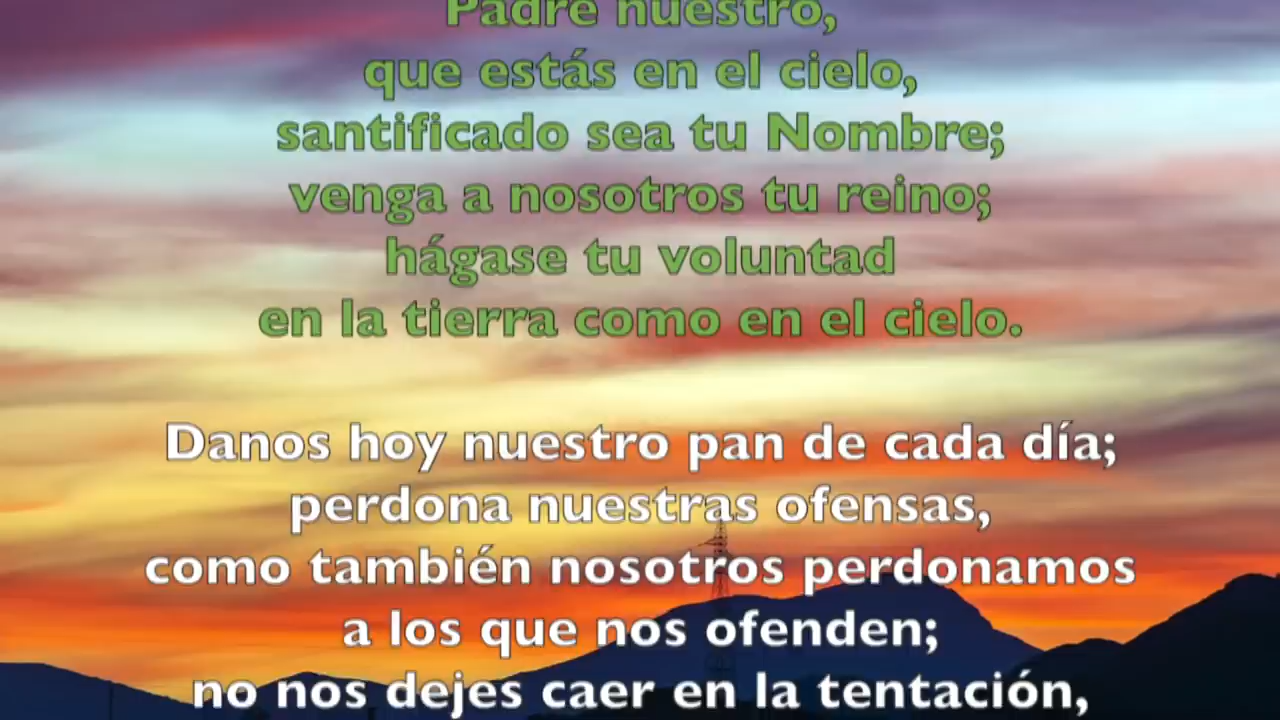 Padre nuestro,
que estás en el cielo,
santificado sea tu Nombre;
venga a nosotros tu reino;
hágase tu voluntad
en la tierra como en el cielo.
Danos hoy nuestro pan de cada día;
perdona nuestras ofensas,
como también nosotros perdonamos
a los que nos ofenden;
no nos dejes caer en la tentación,